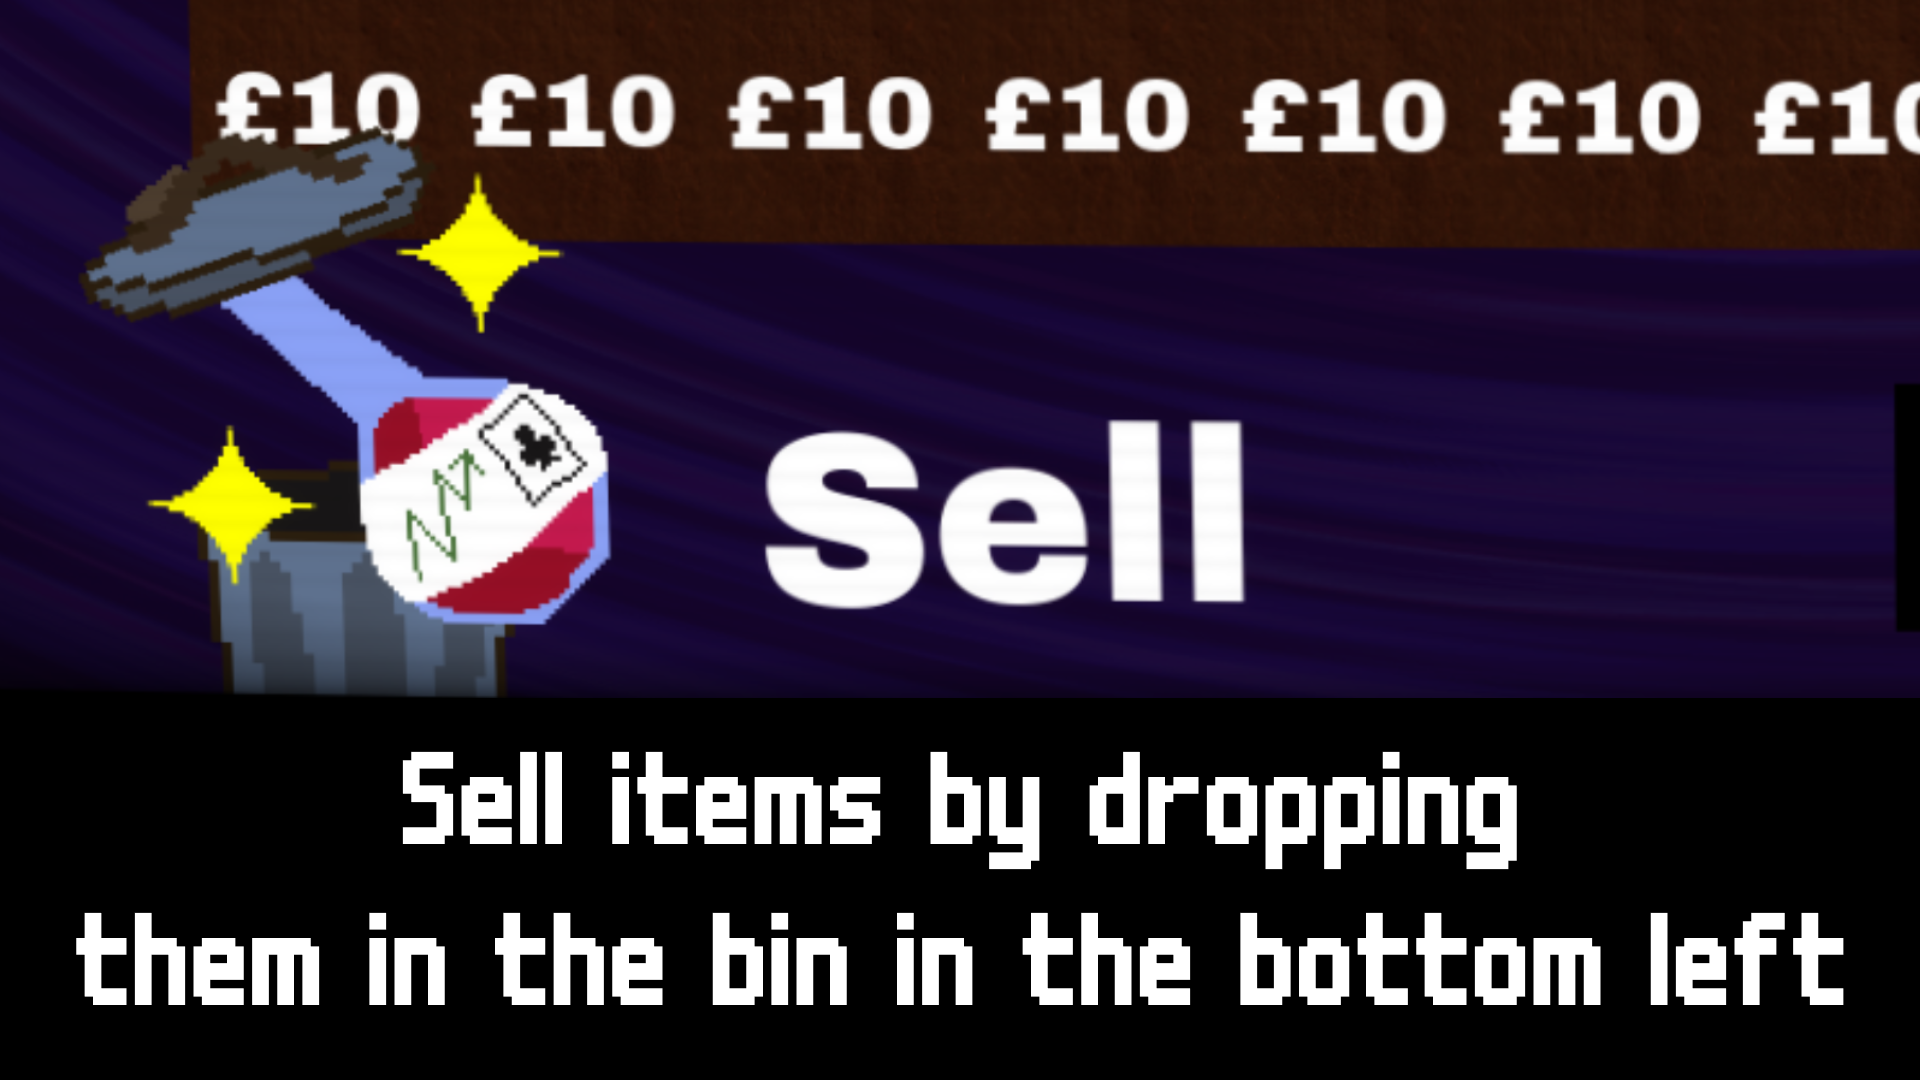 £10 £10 £10 £10 £10 £10 £10
Sell
Sell items by dropping
them in the bin in the bottom left